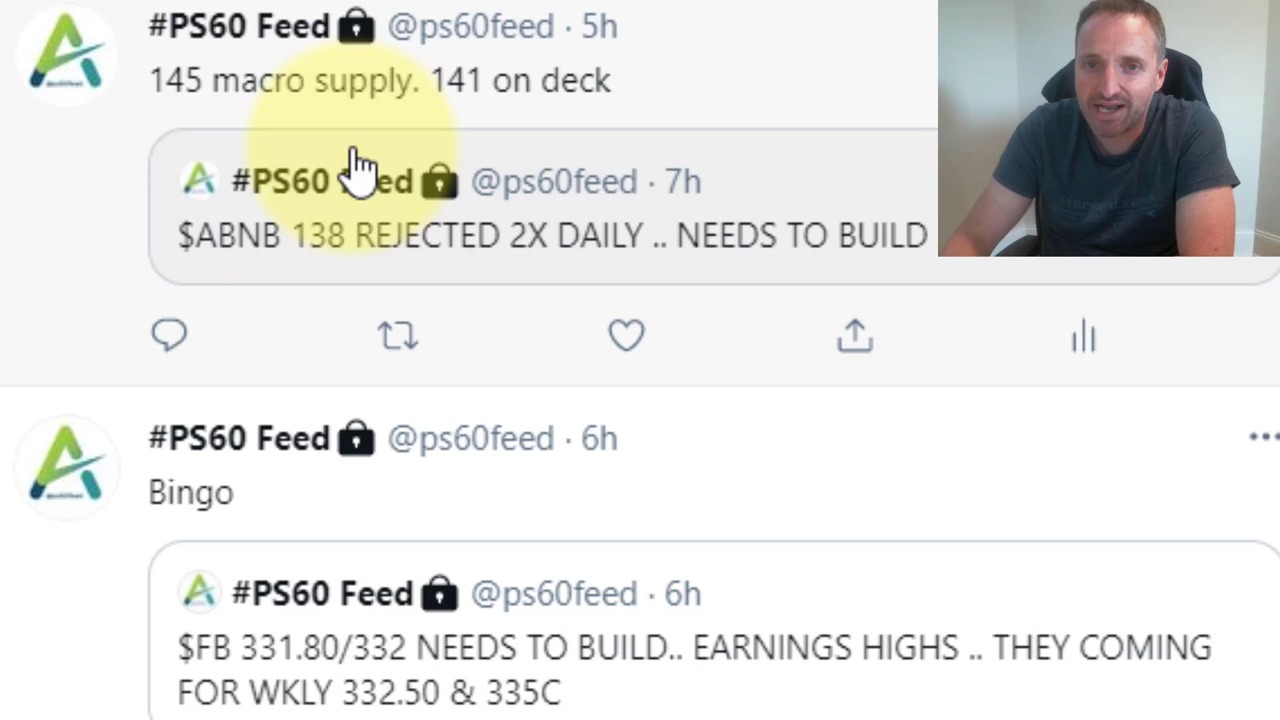 #PS60 Feed @ps60feed · 5h
145 macro supply. 141 on deck
#PS60 Feed @ps60feed · 7h
$ABNB 138 REJECTED 2X DAILY .. NEEDS TO BUILD
#PS60 Feed @ps60feed · 6h
Bingo
#PS60 Feed @ps60feed · 6h
$FB 331.80/332 NEEDS TO BUILD.. EARNINGS HIGHS .. THEY COMING
FOR WKLY 332.50 & 335C